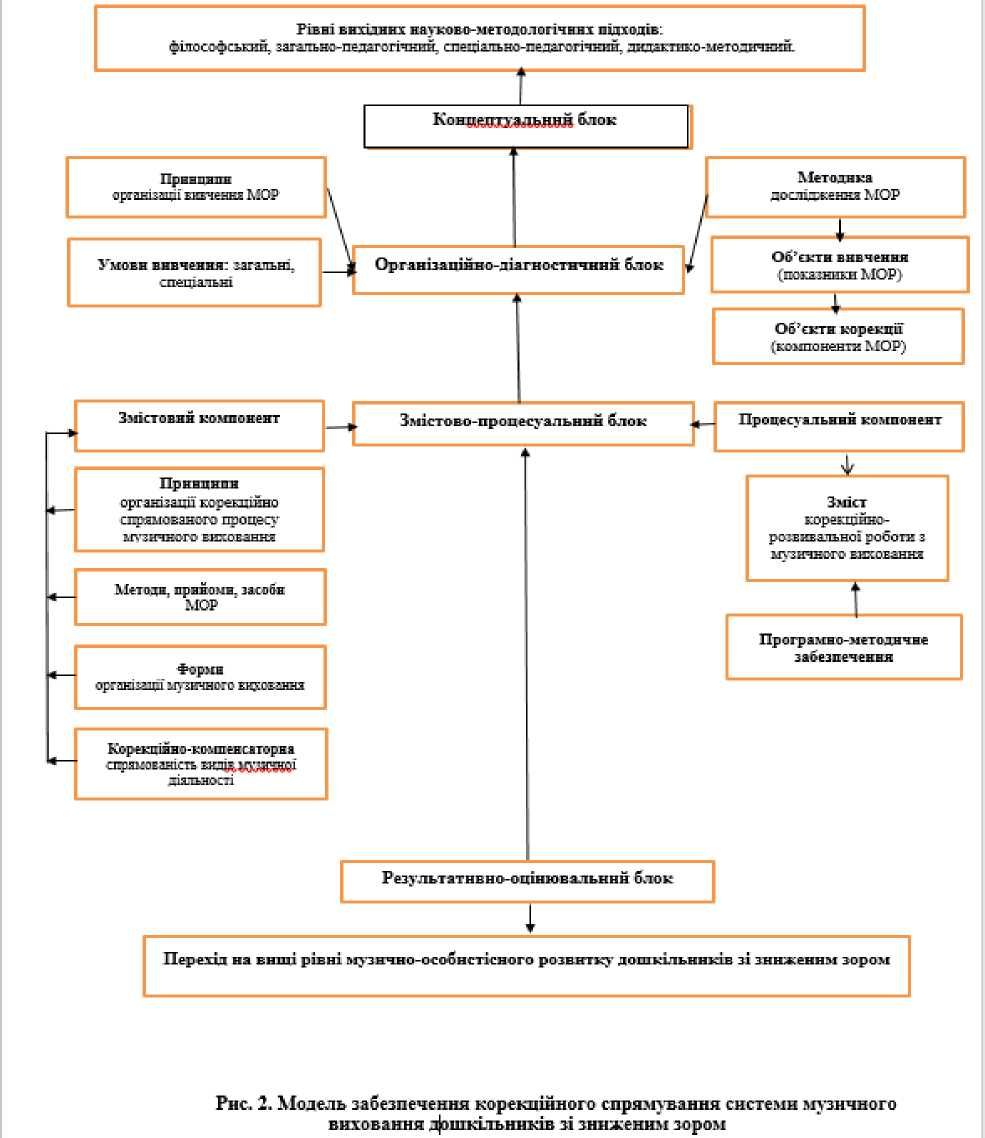 Рівні вихідних науково-методологічних підходів:
філософський, загально-педагогічний, спеціально-педагогічний, дидактико-методичний.
Концептуальний блок
Принципи
організації вивчення МОР
Методика
дослідження МОР
Умови вивчення: загальні,
спеціальні
Організаційно-діагностичний блок
Об’єкти вивчення
(показники МОР)
Об’єкти корекції
(компоненти МОР)
Змістовий компонент
Змістово-процесуальний блок
Процесуальний компонент
Принципи
організації корекційно
спрямованого процесу
музичного виховання
Зміст
корекційно-
розвивальної роботи з
музичного виховання
Методи, прийоми, засоби
МОР
Програмно-методичне
забезпечення
Форми
організації музичного виховання
Корекційно-компенсаторна
спрямованість видів музичної
діяльності
Результативно-оцінювальний блок
Перехід на вищі рівні музично-особистісного розвитку дошкільників зі зниженим зором
Рис. 2. Модель забезпечення корекційного спрямування системи музичного
виховання дошкільників зі зниженим зором